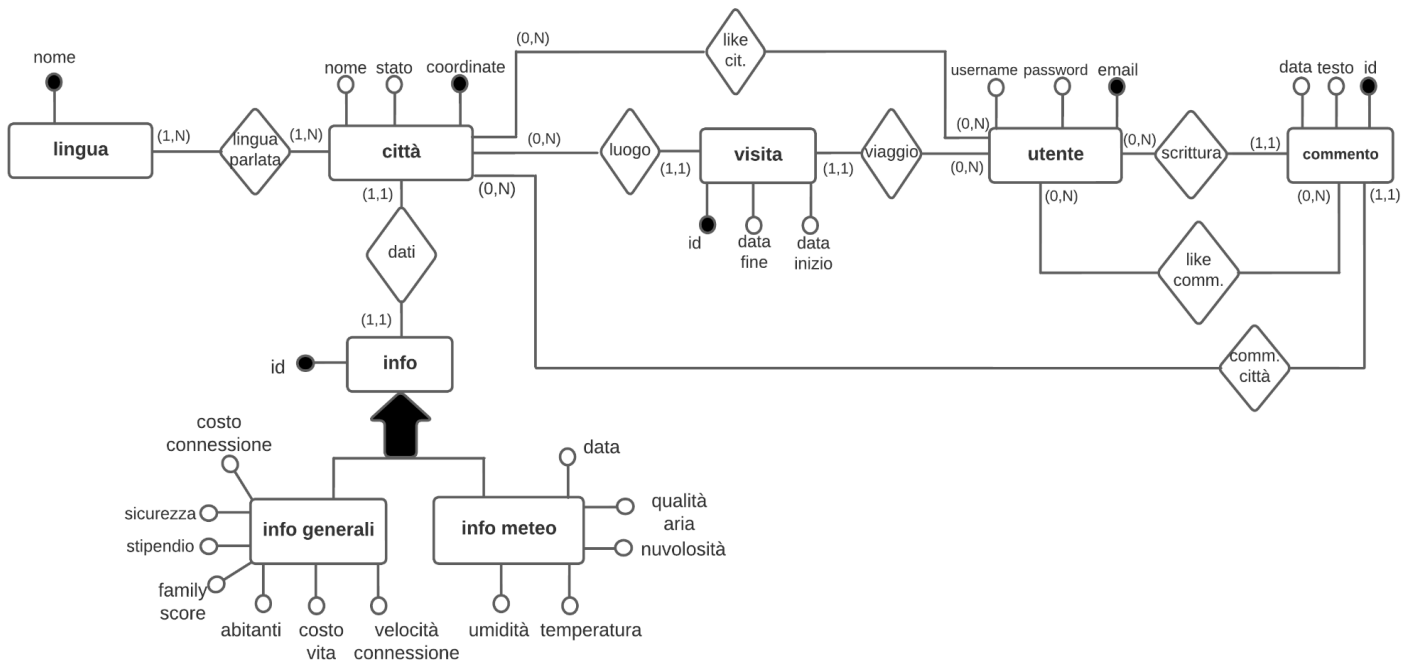 like
cit.
(0,N)
nome
nome
stato
coordinate
username
password
email
data
testo
id
(1,N)
lingua
parlata
(1,N)
(0,N)
(0,N)
(0,N)
(1,1)
lingua
città
luogo
visita
viaggio
utente
scrittura
commento
(1,1)
(1,1)
(0,N)
(1,1)
(0,N)
(0,N)
(0,N)
(1,1)
id
data
fine
data
inizio
dati
like
comm.
(1,1)
id
info
comm.
città
costo
connessione
data
sicurezza
info generali
info meteo
qualità
aria
stipendio
nuvolosità
family
score
abitanti
costo
vita
velocità
connessione
umidità
temperatura